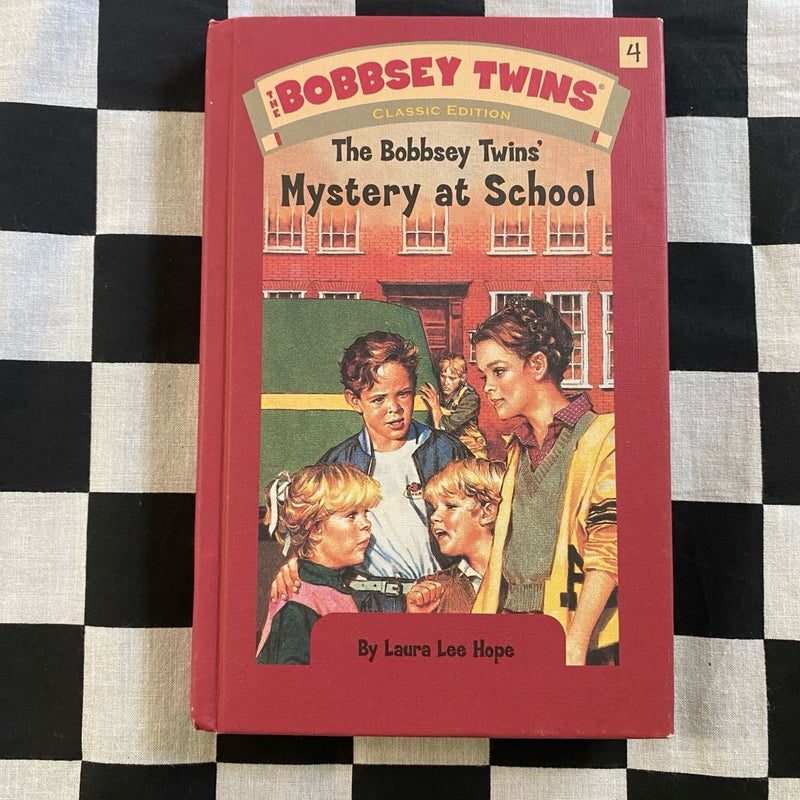 4
THE BOBBSEY TWINS®
CLASSIC EDITION
The Bobbsey Twins'
Mystery at School
By Laura Lee Hope